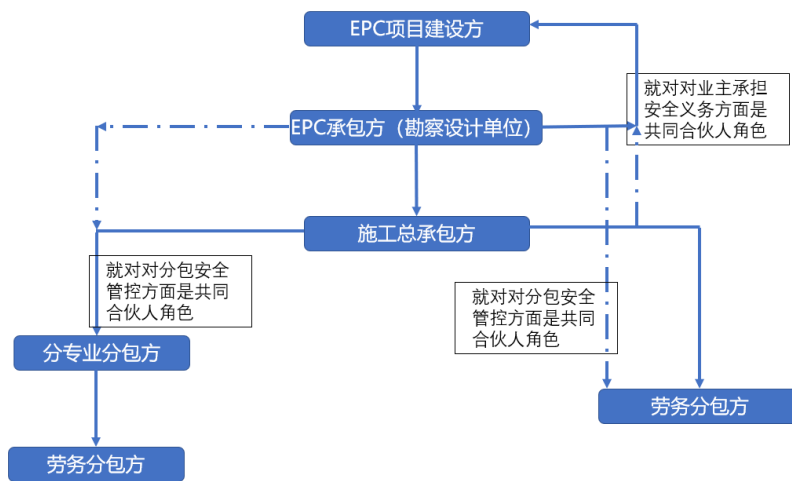 EPC项目建设方
就对对业主承担
安全义务方面是
共同合伙人角色
EPC承包方（勘察设计单位）
施工总承包方
就对对分包安全
管控方面是共同
合伙人角色
就对对分包安全
管控方面是共同
合伙人角色
分专业分包方
劳务分包方
劳务分包方